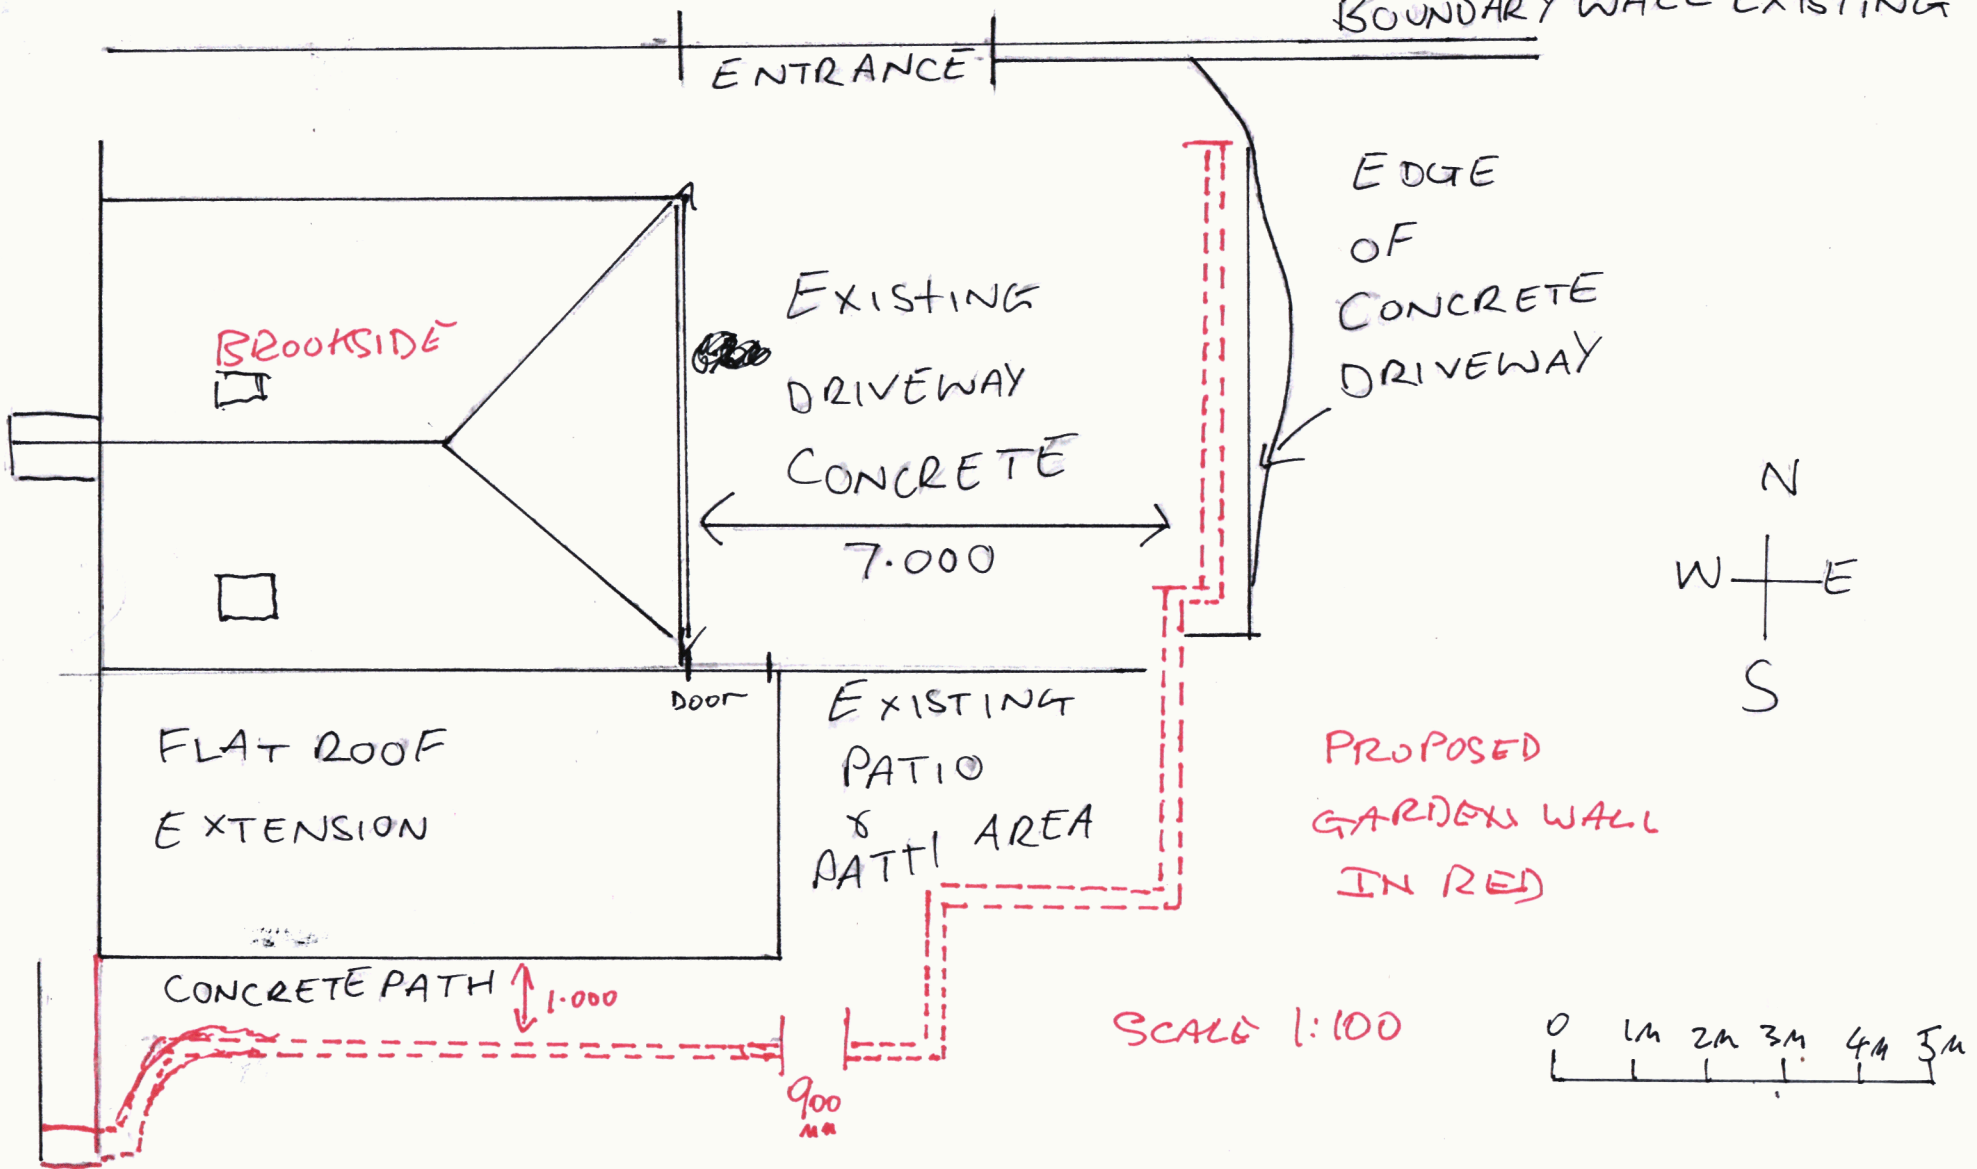 BOUNDARY WALL EXISTING
ENTRANCE
EDGE
OF
CONCRETE
DRIVEWAY
EXISTING
DRIVEWAY
CONCRETE
BROOKSIDE
7.000
N
W E
S
DOOR
EXISTING
PATIO
&
PATH AREA
FLAT ROOF
EXTENSION
PROPOSED
GARDEN WALL
IN RED
CONCRETE PATH
1.000
900
MM
SCALE 1:100
0 1M 2M 3M 4M 5M